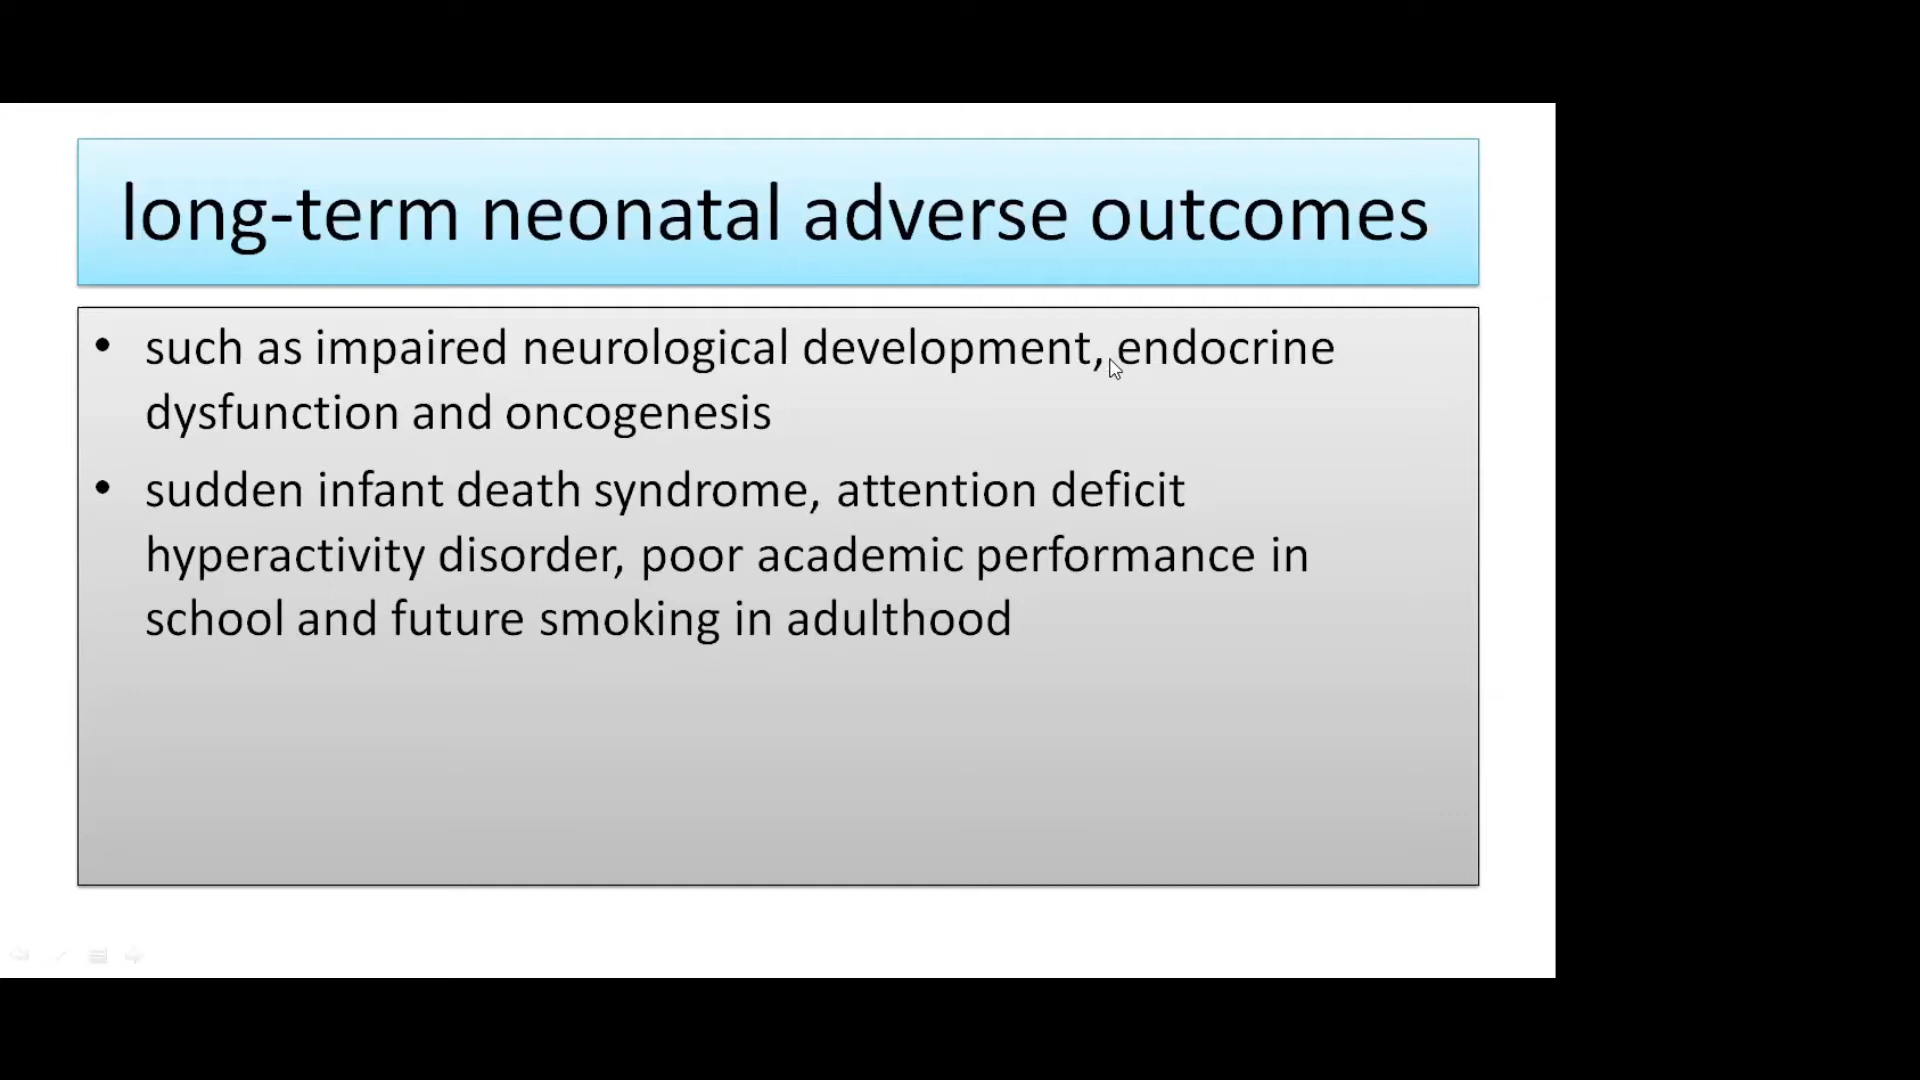 long-term neonatal adverse outcomes
• such as impaired neurological development, endocrine
dysfunction and oncogenesis
• sudden infant death syndrome, attention deficit
hyperactivity disorder, poor academic performance in
school and future smoking in adulthood